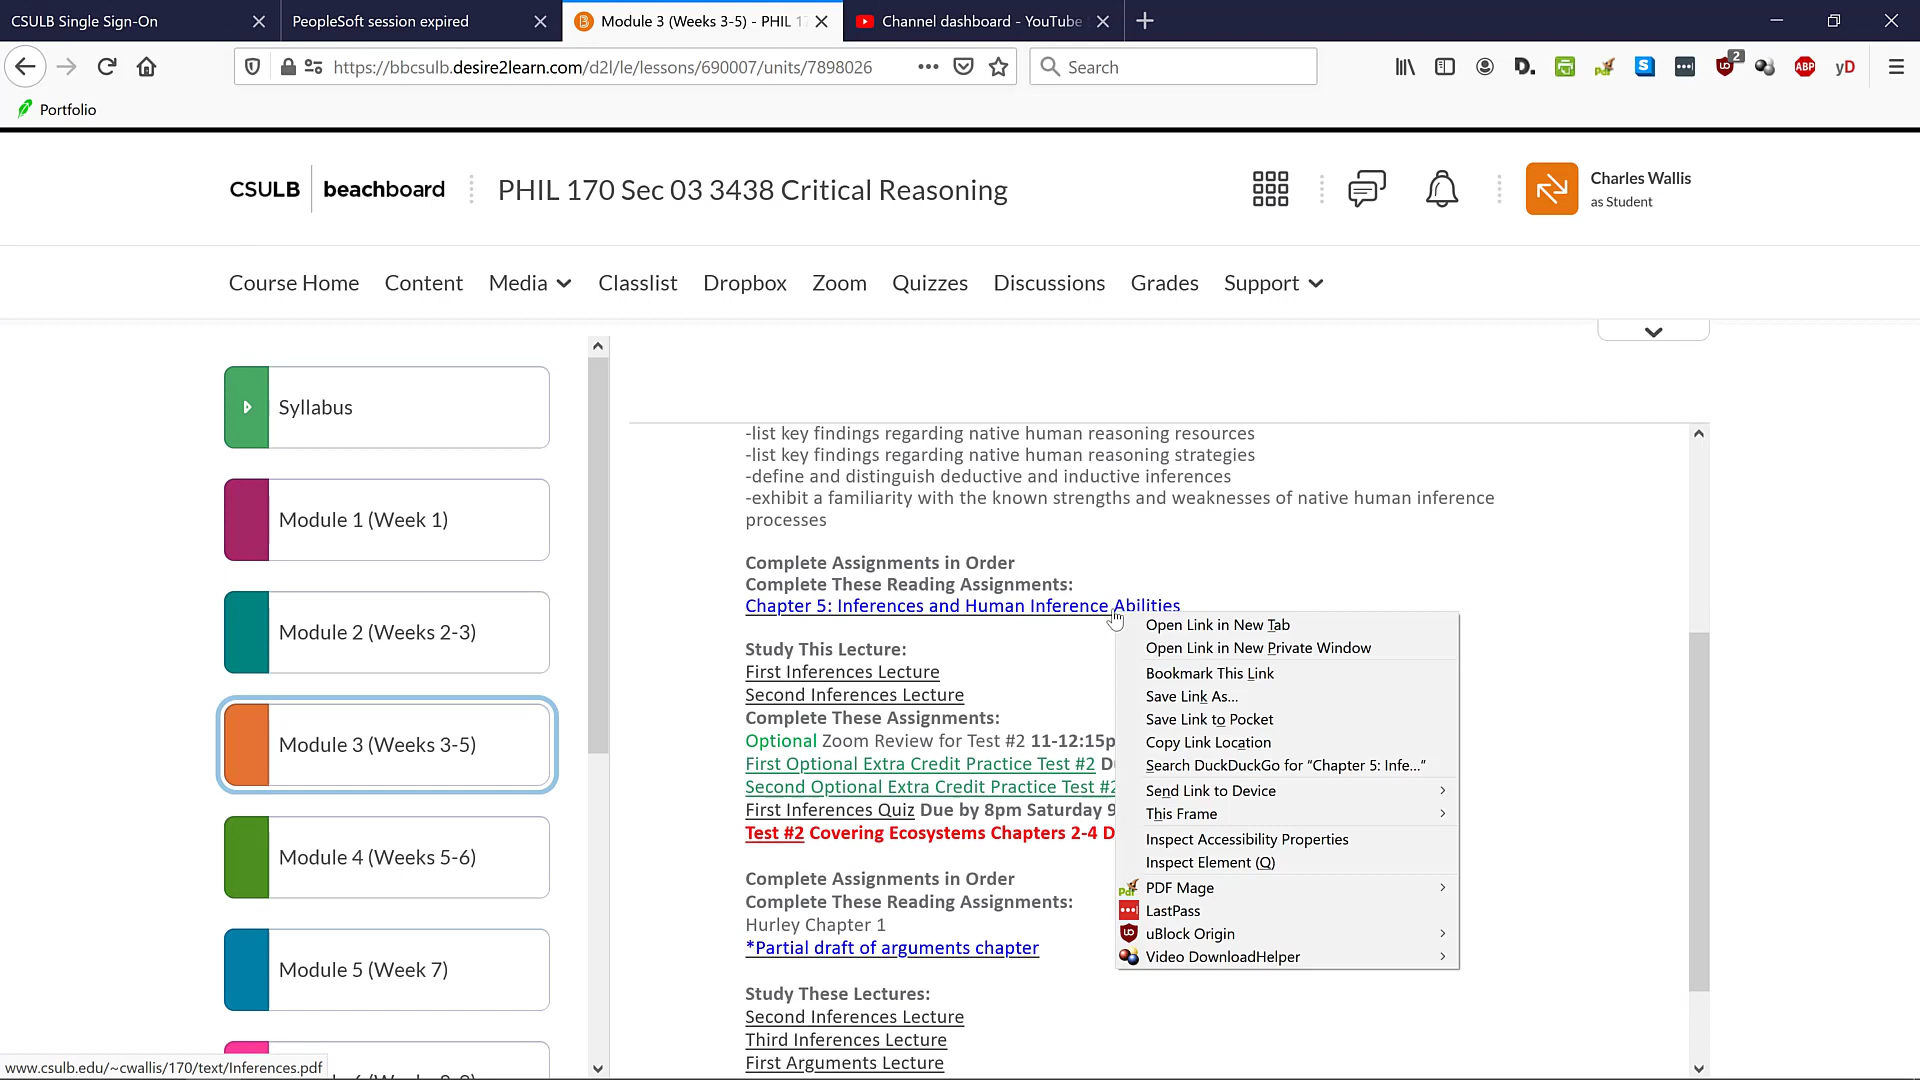 CSULB Single Sign-On
PeopleSoft session expired
Module 3 (Weeks 3-5) - PHIL 17
Channel dashboard - YouTube
https://bbcsulb.desire2learn.com/d2l/le/lessons/690007/units/7898026
Search
D.
S
2
ABP
yD
Portfolio
CSULB beachboard
PHIL 170 Sec 03 3438 Critical Reasoning
Charles Wallis
as Student
Course Home
Content
Media
Classlist
Dropbox
Zoom
Quizzes
Discussions
Grades
Support
Syllabus
Module 1 (Week 1)
Module 2 (Weeks 2-3)
Module 3 (Weeks 3-5)
Module 4 (Weeks 5-6)
Module 5 (Week 7)
-list key findings regarding native human reasoning resources
-list key findings regarding native human reasoning strategies
-define and distinguish deductive and inductive inferences
-exhibit a familiarity with the known strengths and weaknesses of native human inference
processes
Complete Assignments in Order
Complete These Reading Assignments:
Chapter 5: Inferences and Human Inference Abilities
Study This Lecture:
First Inferences Lecture
Second Inferences Lecture
Complete These Assignments:
Optional Zoom Review for Test #2 11-12:15p
First Optional Extra Credit Practice Test #2 Du
Second Optional Extra Credit Practice Test #2
First Inferences Quiz Due by 8pm Saturday 9
Test #2 Covering Ecosystems Chapters 2-4 D
Complete Assignments in Order
Complete These Reading Assignments:
Hurley Chapter 1
*Partial draft of arguments chapter
Study These Lectures:
Second Inferences Lecture
Third Inferences Lecture
First Arguments Lecture
Open Link in New Tab
Open Link in New Private Window
Bookmark This Link
Save Link As...
Save Link to Pocket
Copy Link Location
Search DuckDuckGo for “Chapter 5: Infe...”
Send Link to Device
This Frame
Inspect Accessibility Properties
Inspect Element (Q)
PDF Mage
LastPass
uBlock Origin
Video DownloadHelper
www.csulb.edu/~cwallis/170/text/Inferences.pdf